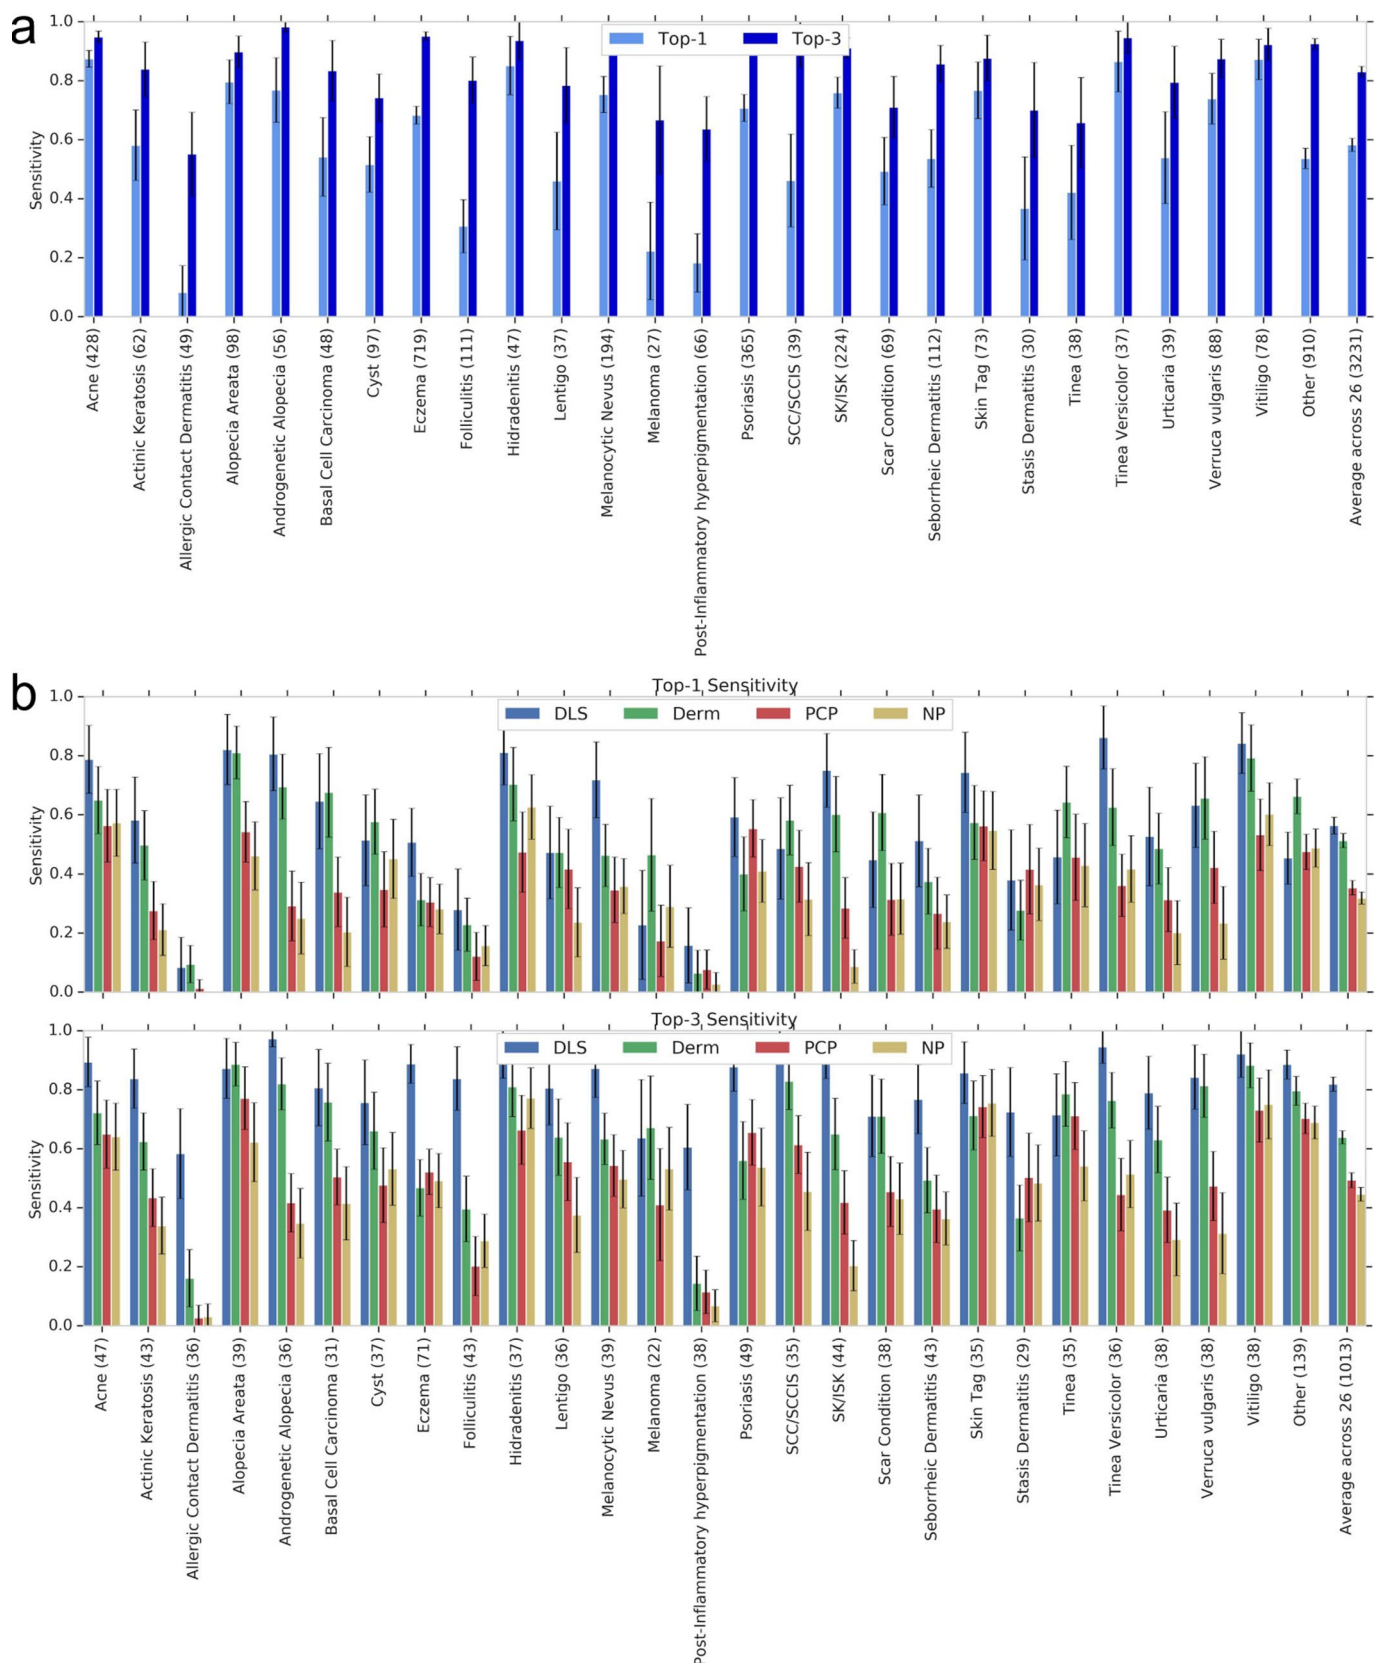 a
Top-1 Top-3
Sensitivity
1.0
0.8
0.6
0.4
0.2
0.0
Acne (428)
Actinic Keratosis (62)
Allergic Contact Dermatitis (49)
Alopecia Areata (98)
Androgenetic Alopecia (56)
Basal Cell Carcinoma (48)
Cyst (97)
Eczema (719)
Folliculitis (111)
Hidradenitis (47)
Lentigo (37)
Melanocytic Nevus (194)
Melanoma (27)
Post-Inflammatory hyperpigmentation (66)
Psoriasis (365)
SCC/SCCIS (39)
SK/ISK (224)
Scar Condition (69)
Seborrheic Dermatitis (112)
Skin Tag (73)
Stasis Dermatitis (30)
Tinea (38)
Tinea Versicolor (37)
Urticaria (39)
Verruca vulgaris (88)
Vitiligo (78)
Other (910)
Average across 26 (3231)
b
Top-1 Sensitivity
DLS Derm PCP NP
Sensitivity
1.0
0.8
0.6
0.4
0.2
0.0
Top-3 Sensitivity
DLS Derm PCP NP
Sensitivity
1.0
0.8
0.6
0.4
0.2
0.0
Acne (47)
Actinic Keratosis (43)
Allergic Contact Dermatitis (36)
Alopecia Areata (39)
Androgenetic Alopecia (36)
Basal Cell Carcinoma (31)
Cyst (37)
Eczema (71)
Folliculitis (43)
Hidradenitis (37)
Lentigo (36)
Melanocytic Nevus (39)
Melanoma (22)
Post-Inflammatory hyperpigmentation (38)
Psoriasis (49)
SCC/SCCIS (35)
SK/ISK (44)
Scar Condition (38)
Seborrheic Dermatitis (43)
Skin Tag (35)
Stasis Dermatitis (29)
Tinea (35)
Tinea Versicolor (36)
Urticaria (38)
Verruca vulgaris (38)
Vitiligo (38)
Other (139)
Average across 26 (1013)